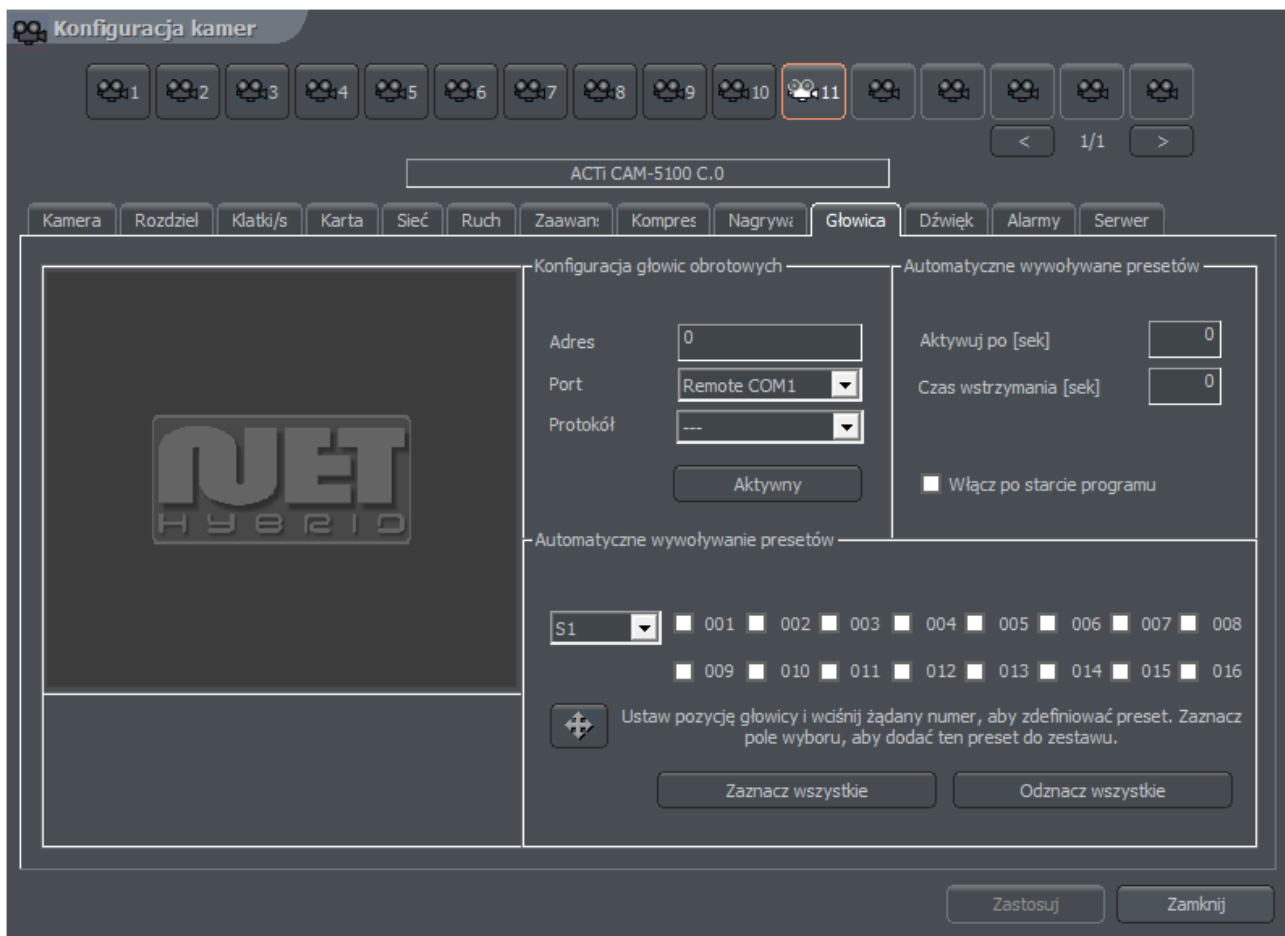 Konfiguracja kamer
1 2 3 4 5 6 7 8 9 10 11
< 1/1 >
ACTi CAM-5100 C.0
Kamera Rozdziel Klatki/s Karta Sieć Ruch Zaawan: Kompres Nagrywa Głowica Dźwięk Alarmy Serwer
Konfiguracja głowic obrotowych
Automatyczne wywoływane presetów
Adres 0
Aktywuj po [sek] 0
Port Remote COM1
Czas wstrzymania [sek] 0
Protokół ---
Aktywny
Włącz po starcie programu
NET
HYBRID
Automatyczne wywoływanie presetów
S1 001 002 003 004 005 006 007 008
009 010 011 012 013 014 015 016
Ustaw pozycję głowicy i wciśnij żądany numer, aby zdefiniować preset. Zaznacz
pole wyboru, aby dodać ten preset do zestawu.
Zaznacz wszystkie Odznacz wszystkie
Zastosuj Zamknij